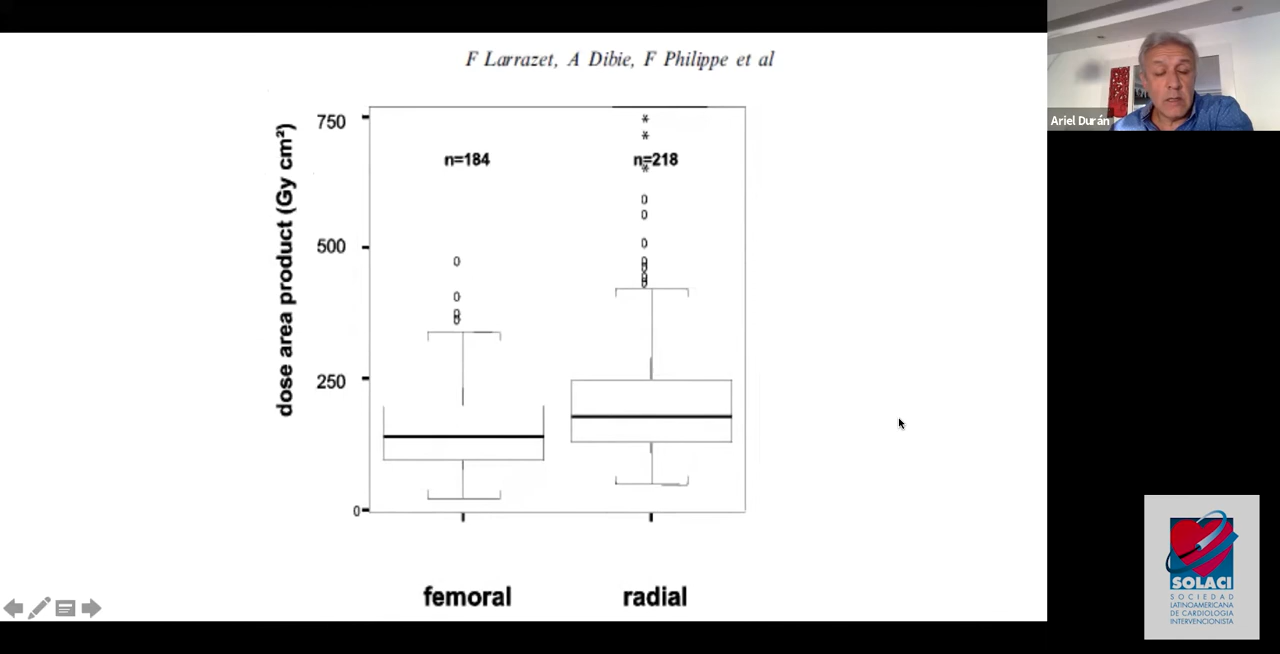 F Larrazet, A Dibie, F Philippe et al
dose area product (Gy cm²)
750
500
250
0
n=184
n=218
femoral
radial
Ariel Durán
SOLACI
SOCIEDAD
LATINOAMERICANA
DE CARDIOLOGÍA
INTERVENCIONISTA